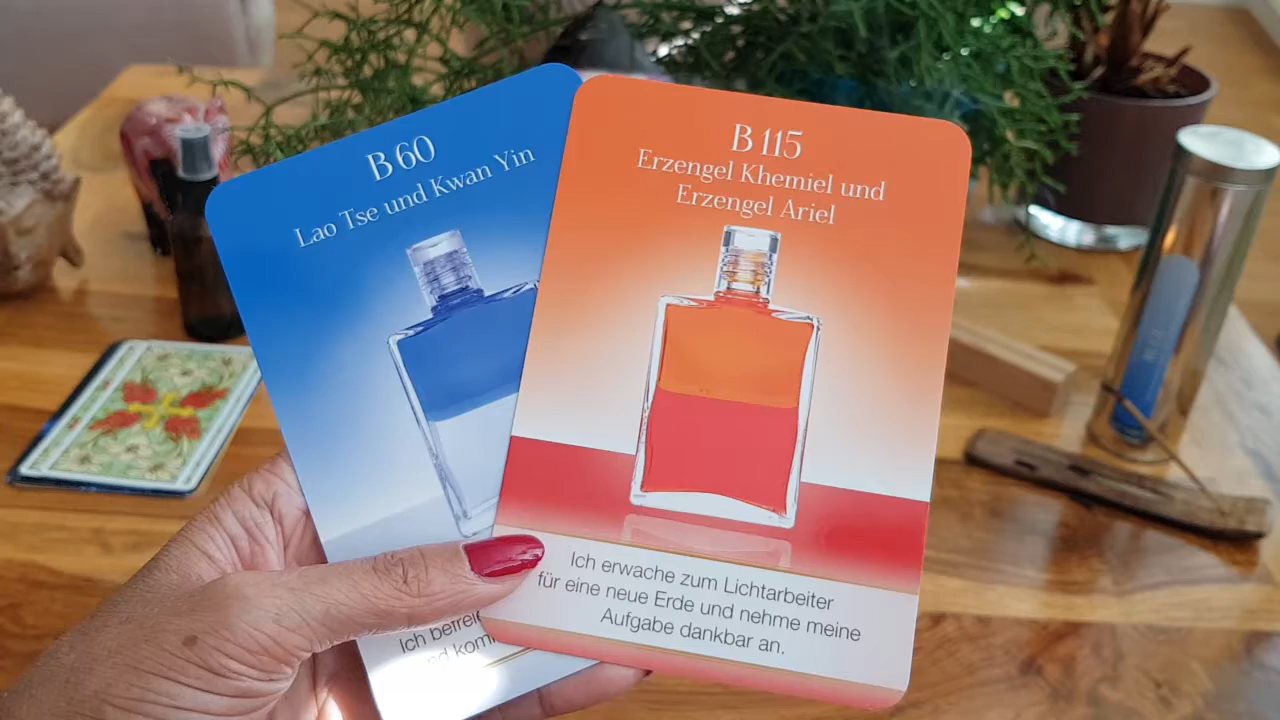 B 60
Lao Tse und Kwan Yin
Ich
B 115
Erzengel Khemiel und
Erzengel Ariel
Ich erwache zum Lichtarbeiter
für eine neue Erde und nehme meine
Aufgabe dankbar an.